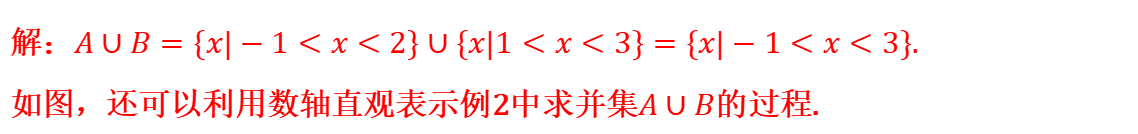 解：A ∪ B = {x| − 1 < x < 2} ∪ {x|1 < x < 3} = {x| − 1 < x < 3}.
如图，还可以利用数轴直观表示例2中求并集A ∪ B的过程.